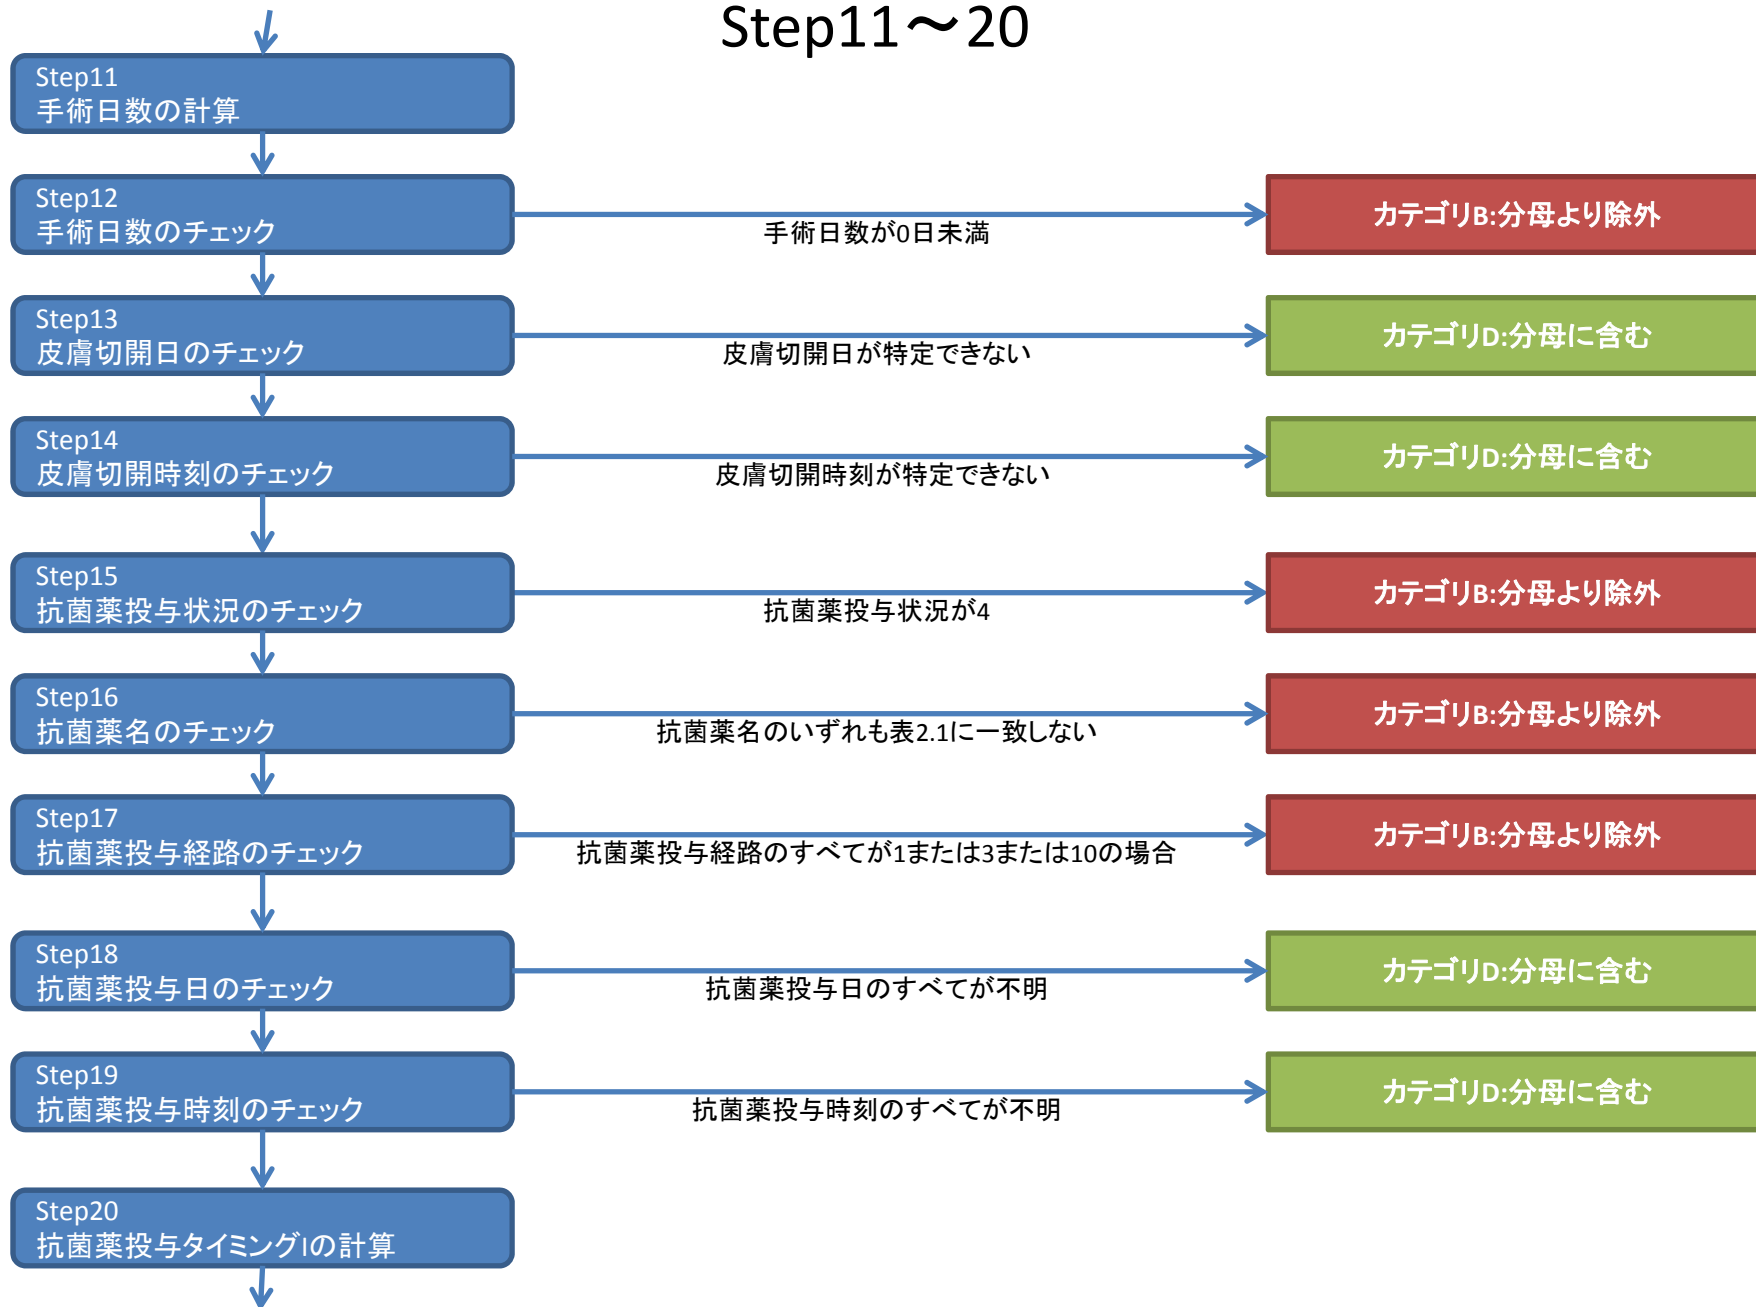 Step11～20
Step11
手術日数の計算
Step12
手術日数のチェック
手術日数が0日未満
カテゴリB:分母より除外
Step13
皮膚切開日のチェック
皮膚切開日が特定できない
カテゴリD:分母に含む
Step14
皮膚切開時刻のチェック
皮膚切開時刻が特定できない
カテゴリD:分母に含む
Step15
抗菌薬投与状況のチェック
抗菌薬投与状況が4
カテゴリB:分母より除外
Step16
抗菌薬名のチェック
抗菌薬名のいずれも表2.1に一致しない
カテゴリB:分母より除外
Step17
抗菌薬投与経路のチェック
抗菌薬投与経路のすべてが1または3または10の場合
カテゴリB:分母より除外
Step18
抗菌薬投与日のチェック
抗菌薬投与日のすべてが不明
カテゴリD:分母に含む
Step19
抗菌薬投与時刻のチェック
抗菌薬投与時刻のすべてが不明
カテゴリD:分母に含む
Step20
抗菌薬投与タイミングIの計算